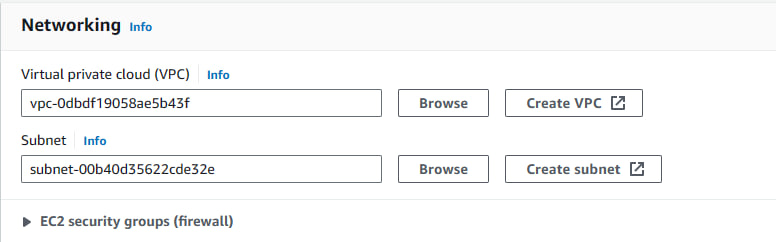 Networking Info
Virtual private cloud (VPC) Info
vpc-0dbdf19058ae5b43f Browse Create VPC
Subnet Info
subnet-00b40d35622cde32e Browse Create subnet
EC2 security groups (firewall)